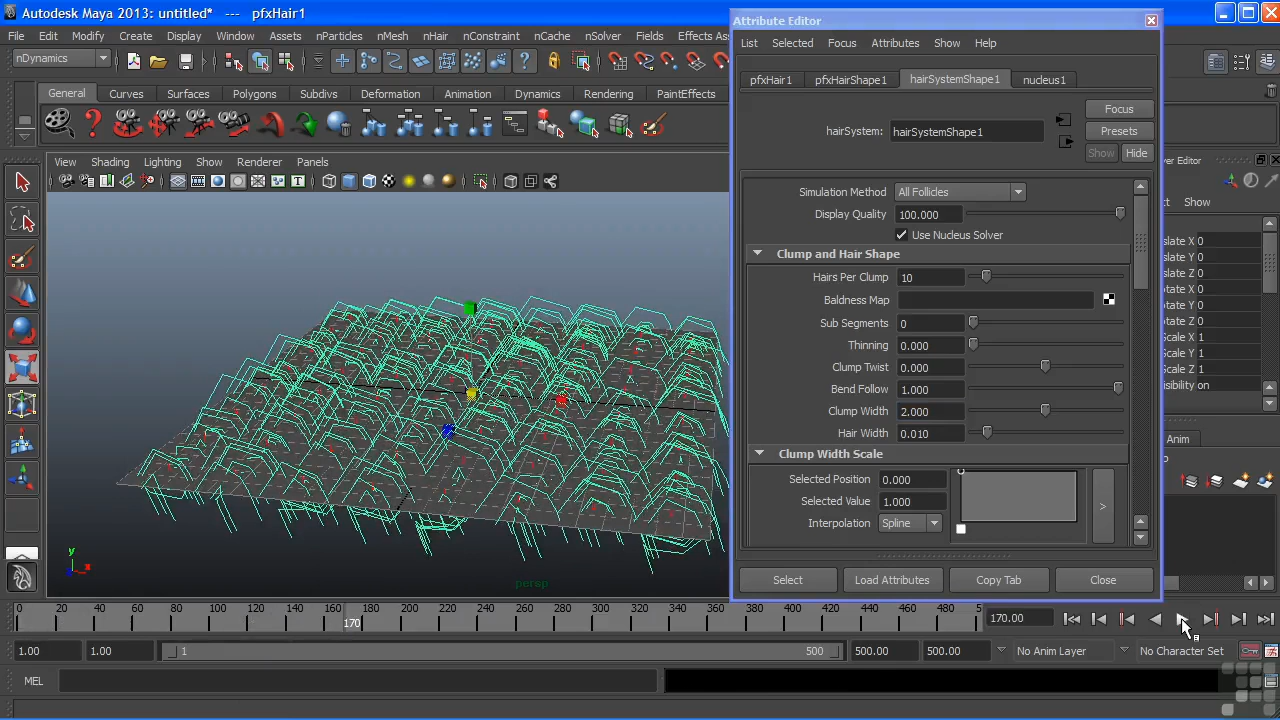 Autodesk Maya 2013: untitled* --- pfxHair1
File Edit Modify Create Display Window Assets nParticles nMesh nHair nConstraint nCache nSolver Fields Effects Ass
nDynamics
General Curves Surfaces Polygons Subdivs Deformation Animation Dynamics Rendering PaintEffects
View Shading Lighting Show Renderer Panels
Attribute Editor
List Selected Focus Attributes Show Help
pfxHair1 pfxHairShape1 hairSystemShape1 nucleus1
hairSystem: hairSystemShape1
Focus
Presets
Show Hide
Simulation Method All Follicles
Display Quality 100.000
Use Nucleus Solver
Clump and Hair Shape
Hairs Per Clump 10
Baldness Map
Sub Segments 0
Thinning 0.000
Clump Twist 0.000
Bend Follow 1.000
Clump Width 2.000
Hair Width 0.010
Clump Width Scale
Selected Position 0.000
Selected Value 1.000
Interpolation Spline
>
Select Load Attributes Copy Tab Close
yer Editor
ct Show
slate X 0
slate Y 0
slate Z 0
otate X 0
otate Y 0
otate Z 0
Scale X 1
Scale Y 1
Scale Z 1
isibility on
Anim
y
x
z
persp
0 20 40 60 80 100 120 140 160 180 200 220 240 260 280 300 320 340 360 380 400 420 440 460 480 5
170
170.00
1.00 1.00 1 500 500.00 500.00 No Anim Layer No Character Set
MEL